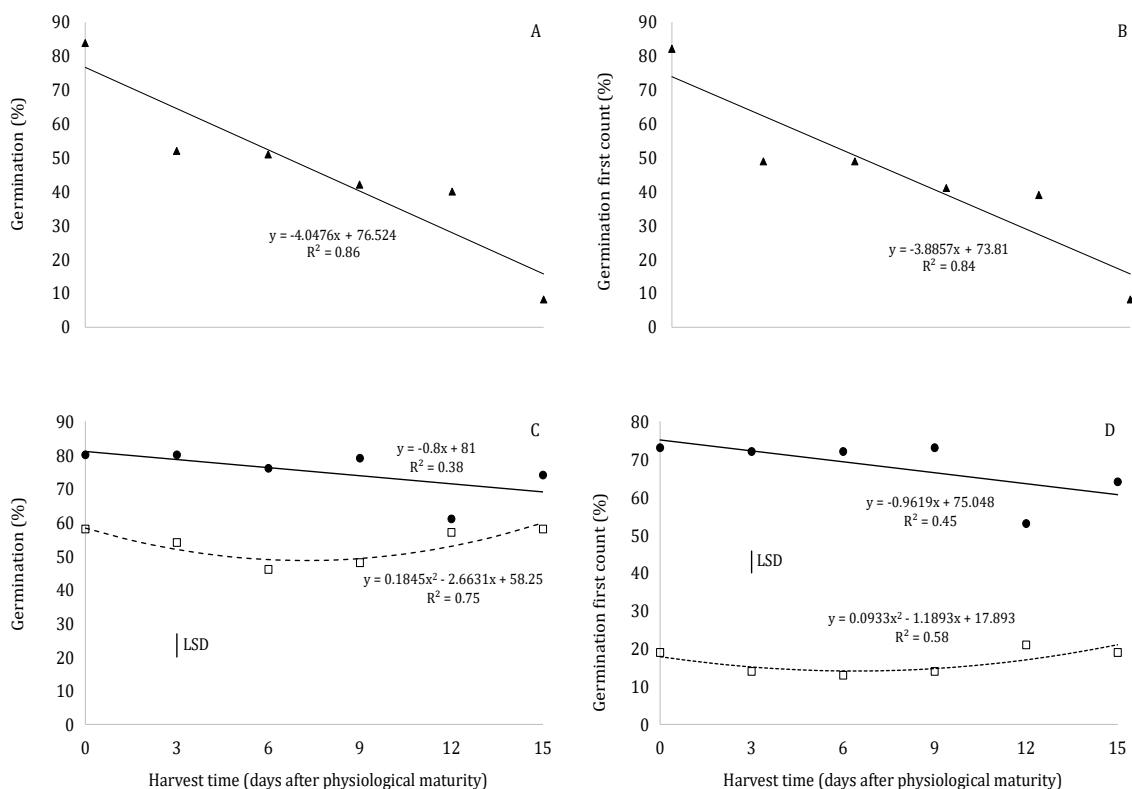 A
Germination (%)
90
80
70
60
50
40
30
20
10
0
y = -4.0476x + 76.524
R² = 0.86
B
Germination first count (%)
90
80
70
60
50
40
30
20
10
0
y = -3.8857x + 73.81
R² = 0.84
C
Germination (%)
90
80
70
60
50
40
30
20
10
0
y = -0.8x + 81
R² = 0.38
y = 0.1845x² - 2.6631x + 58.25
R² = 0.75
LSD
0 3 6 9 12 15
Harvest time (days after physiological maturity)
D
Germination first count (%)
80
70
60
50
40
30
20
10
0
y = -0.9619x + 75.048
R² = 0.45
LSD
y = 0.0933x² - 1.1893x + 17.893
R² = 0.58
0 3 6 9 12 15
Harvest time (days after physiological maturity)